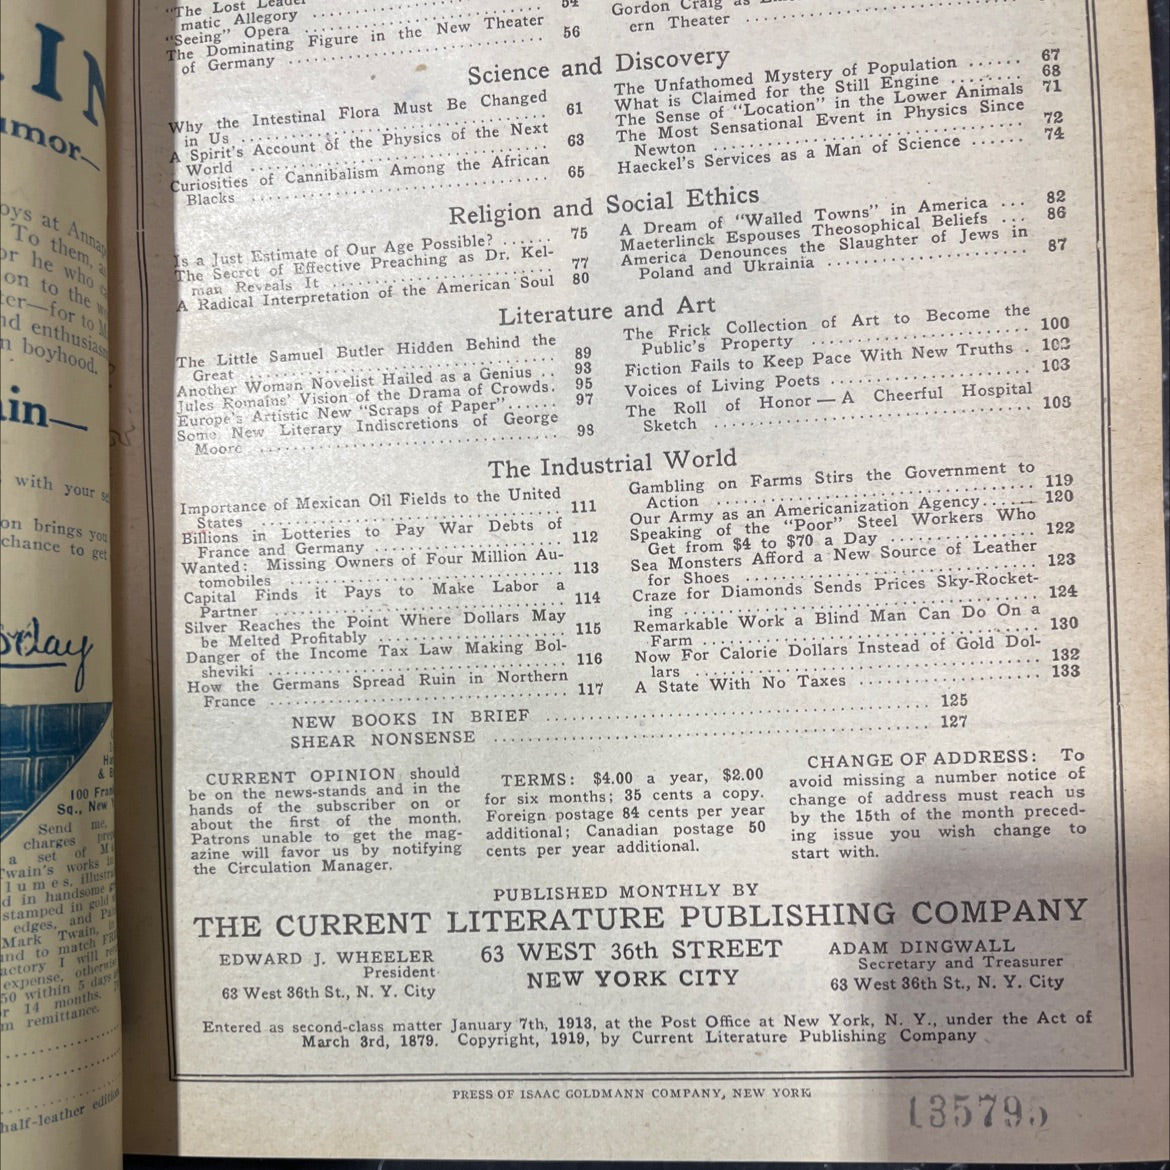 "The Lost Leader
matic Allegory
"Seeing" Opera 54
The Dominating Figure in the New Theater
of Germany 56
Gordon Craig as
ern Theater
Science and Discovery
Why the Intestinal Flora Must Be Changed
in Us 61
A Spirit's Account of the Physics of the Next
World 63
Curiosities of Cannibalism Among the African
Blacks 65
The Unfathomed Mystery of Population 67
What is Claimed for the Still Engine 68
The Sense of "Location" in the Lower Animals 71
The Most Sensational Event in Physics Since
Newton 72
Haeckel's Services as a Man of Science 74
Religion and Social Ethics
Is a Just Estimate of Our Age Possible? 75
The Secret of Effective Preaching as Dr. Kel-
man Reveals It 77
A Radical Interpretation of the American Soul 80
A Dream of "Walled Towns" in America 82
Maeterlinck Espouses Theosophical Beliefs 86
America Denounces the Slaughter of Jews in
Poland and Ukrainia 87
Literature and Art
The Little Samuel Butler Hidden Behind the
Great 89
Another Woman Novelist Hailed as a Genius 93
Jules Romains' Vision of the Drama of Crowds. 95
Europe's Artistic New "Scraps of Paper" 97
Some New Literary Indiscretions of George
Moore 98
The Frick Collection of Art to Become the
Public's Property 100
Fiction Fails to Keep Pace With New Truths . 102
Voices of Living Poets 103
The Roll of Honor — A Cheerful Hospital
Sketch 108
The Industrial World
Importance of Mexican Oil Fields to the United
States 111
Billions in Lotteries to Pay War Debts of
France and Germany 112
Wanted: Missing Owners of Four Million Au-
tomobiles 113
Capital Finds it Pays to Make Labor a
Partner 114
Silver Reaches the Point Where Dollars May
be Melted Profitably 115
Danger of the Income Tax Law Making Bol-
sheviki 116
How the Germans Spread Ruin in Northern
France 117
Gambling on Farms Stirs the Government to
Action 119
Our Army as an Americanization Agency 120
Speaking of the "Poor" Steel Workers Who
Get from $4 to $70 a Day 122
Sea Monsters Afford a New Source of Leather
for Shoes 123
Craze for Diamonds Sends Prices Sky-Rocket-
ing 124
Remarkable Work a Blind Man Can Do On a
Farm 130
Now For Calorie Dollars Instead of Gold Dol-
lars 132
A State With No Taxes 133
NEW BOOKS IN BRIEF 125
SHEAR NONSENSE 127
CURRENT OPINION should
be on the news-stands and in the
hands of the subscriber on or
about the first of the month.
Patrons unable to get the mag-
azine will favor us by notifying
the Circulation Manager.
TERMS: $4.00 a year, $2.00
for six months; 35 cents a copy.
Foreign postage 84 cents per year
additional; Canadian postage 50
cents per year additional.
CHANGE OF ADDRESS: To
avoid missing a number notice of
change of address must reach us
by the 15th of the month preced-
ing issue you wish change to
start with.
PUBLISHED MONTHLY BY
THE CURRENT LITERATURE PUBLISHING COMPANY
EDWARD J. WHEELER
President
63 West 36th St., N. Y. City
63 WEST 36th STREET
NEW YORK CITY
ADAM DINGWALL
Secretary and Treasurer
63 West 36th St., N. Y. City
Entered as second-class matter January 7th, 1913, at the Post Office at New York, N. Y., under the Act of
March 3rd, 1879. Copyright, 1919, by Current Literature Publishing Company
PRESS OF ISAAC GOLDMANN COMPANY, NEW YORK
135795